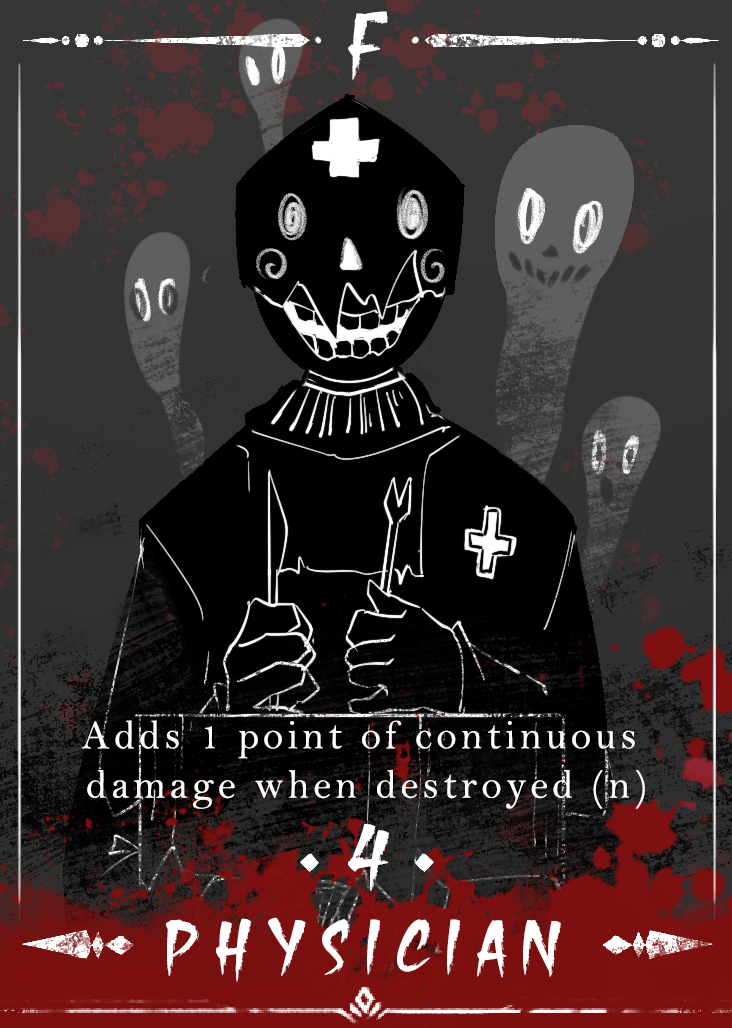 F
Adds 1 point of continuous
damage when destroyed (n)
4
PHYSICIAN